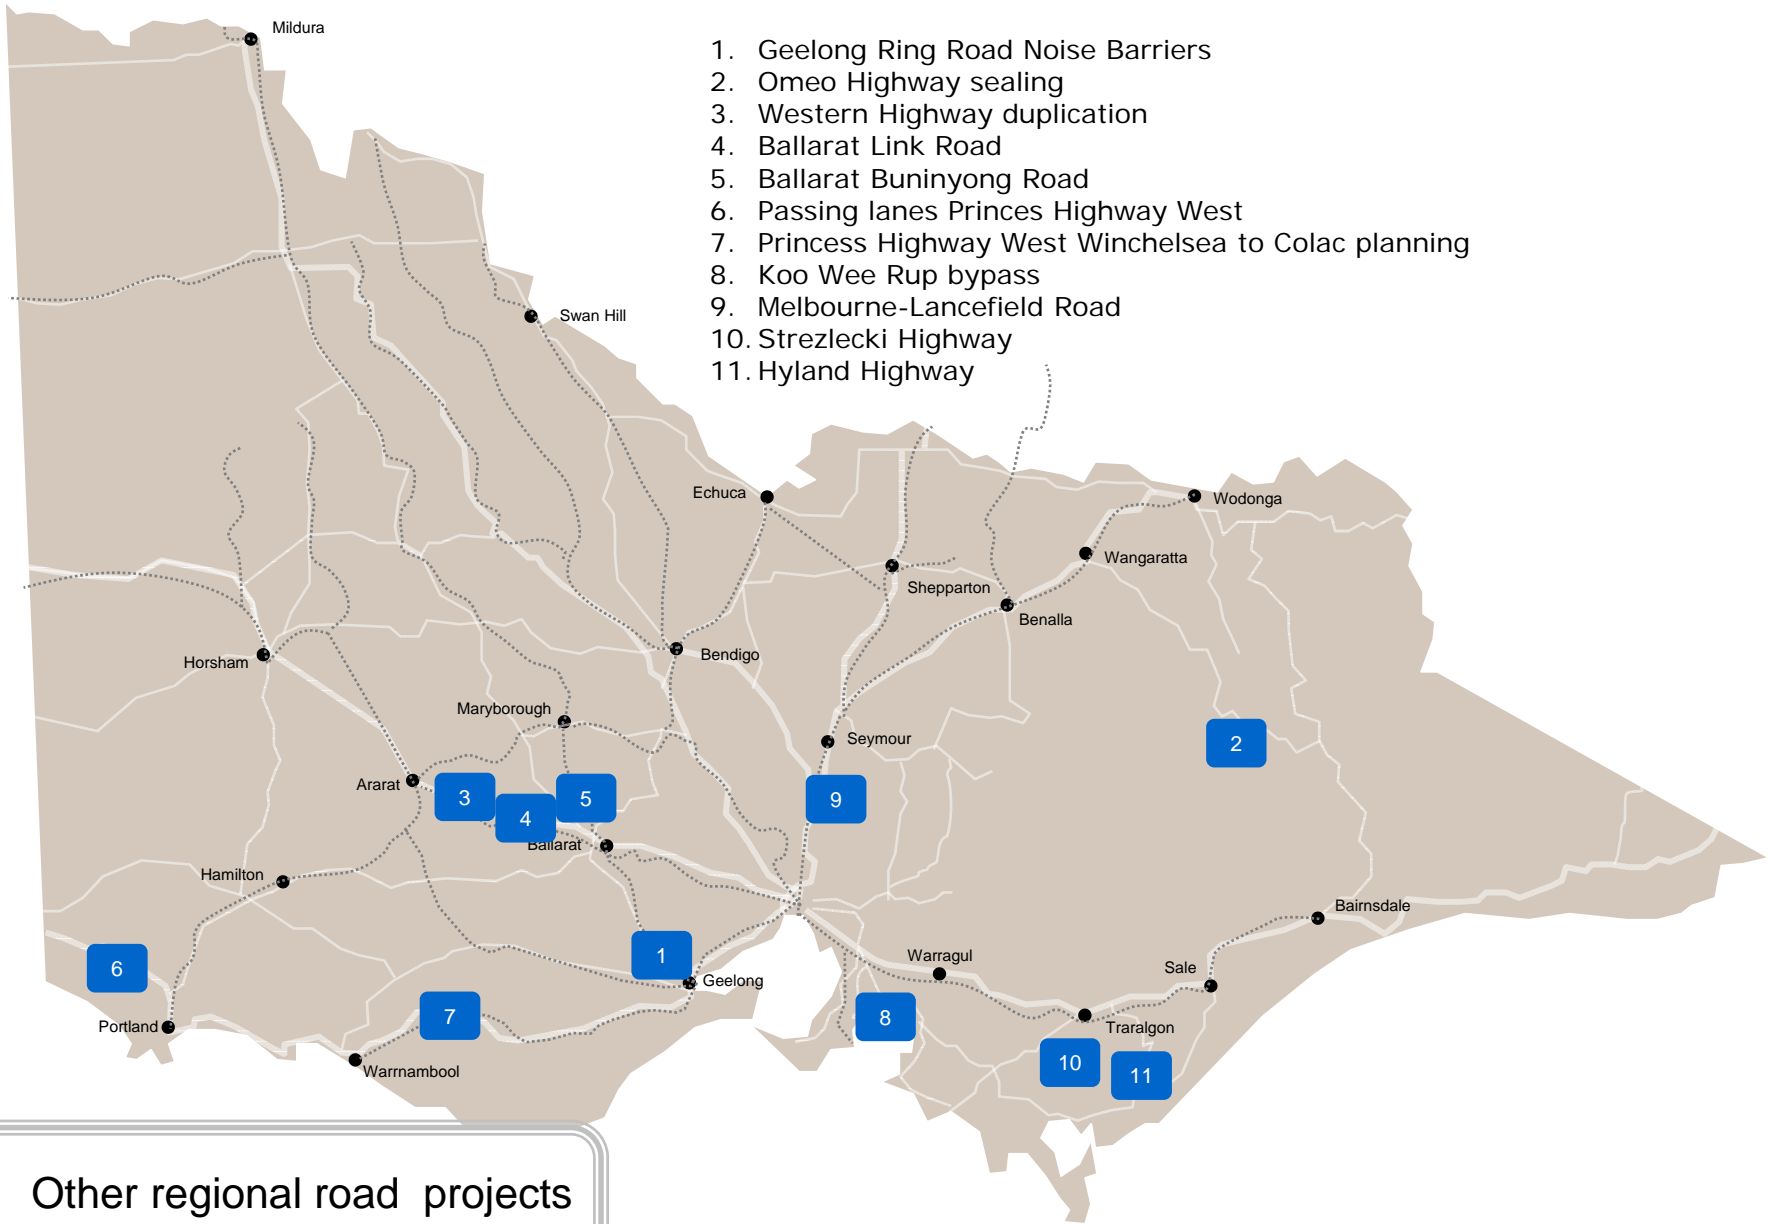 Mildura
1. Geelong Ring Road Noise Barriers
2. Omeo Highway sealing
3. Western Highway duplication
4. Ballarat Link Road
5. Ballarat Buninyong Road
6. Passing lanes Princes Highway West
7. Princess Highway West Winchelsea to Colac planning
8. Koo Wee Rup bypass
9. Melbourne-Lancefield Road
10. Strezlecki Highway
11. Hyland Highway
Swan Hill
Echuca
Wodonga
Wangaratta
Shepparton
Benalla
Horsham
Bendigo
Maryborough
Seymour
2
Ararat
3
4
5
9
Ballarat
Hamilton
Bairnsdale
6
1
Geelong
Warragul
Sale
7
8
Portland
Traralgon
Warrnambool
10
11
Other regional road projects